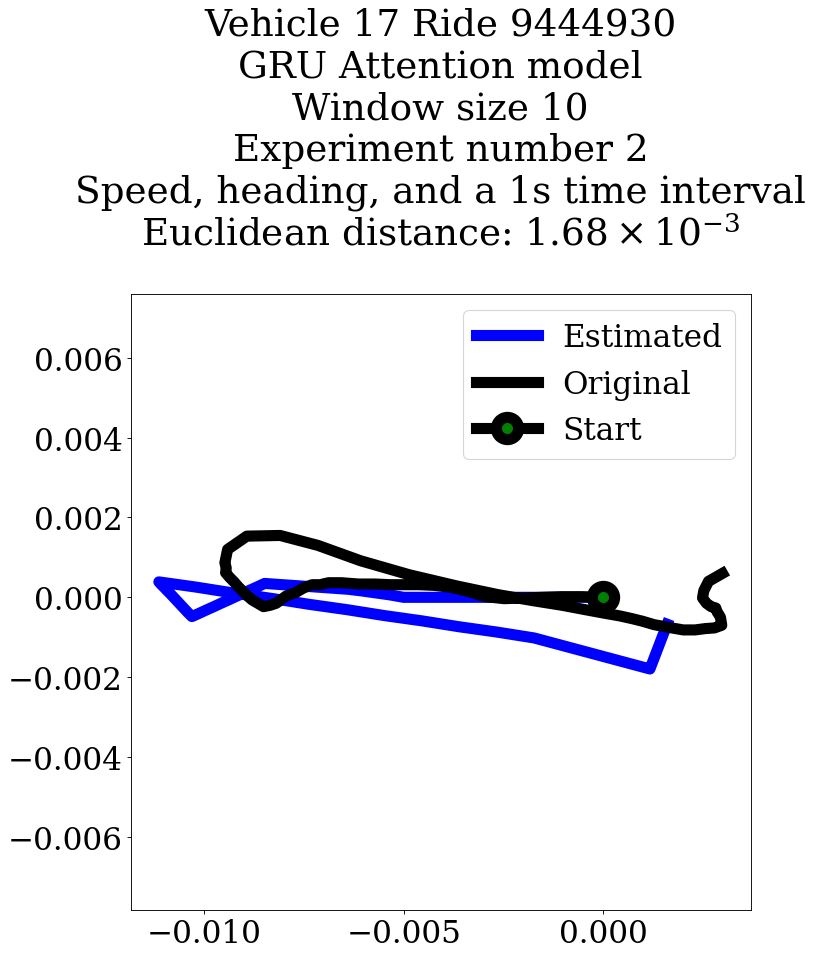 Vehicle 17 Ride 9444930
GRU Attention model
Window size 10
Experiment number 2
Speed, heading, and a 1s time interval
Euclidean distance: 1.68 × 10⁻³
Estimated
Original
Start
0.006
0.004
0.002
0.000
−0.002
−0.004
−0.006
−0.010 −0.005 0.000